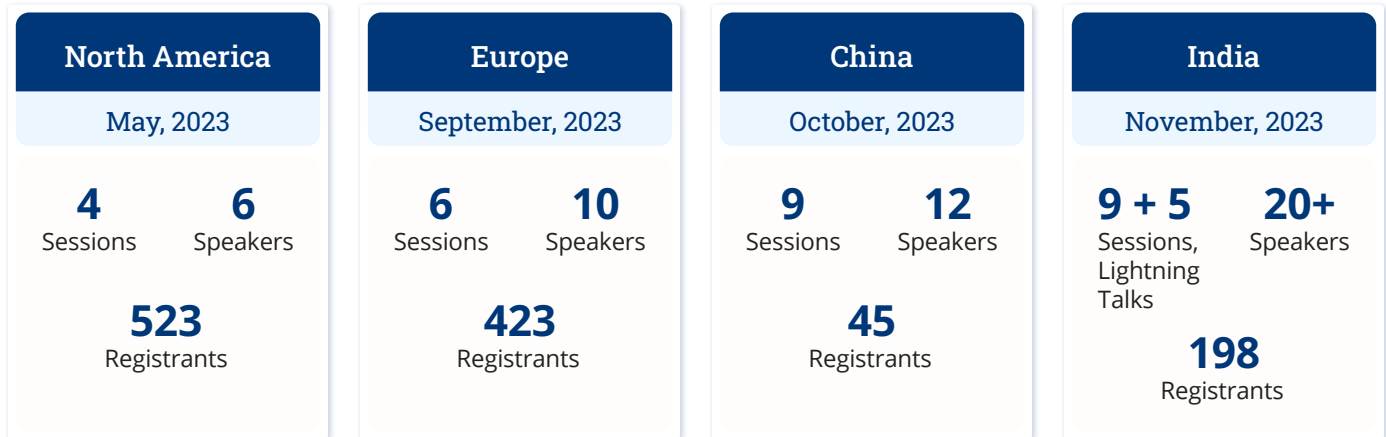 North America
May, 2023
4
Sessions
6
Speakers
523
Registrants
Europe
September, 2023
6
Sessions
10
Speakers
423
Registrants
China
October, 2023
9
Sessions
12
Speakers
45
Registrants
India
November, 2023
9 + 5
Sessions,
Lightning
Talks
20+
Speakers
198
Registrants